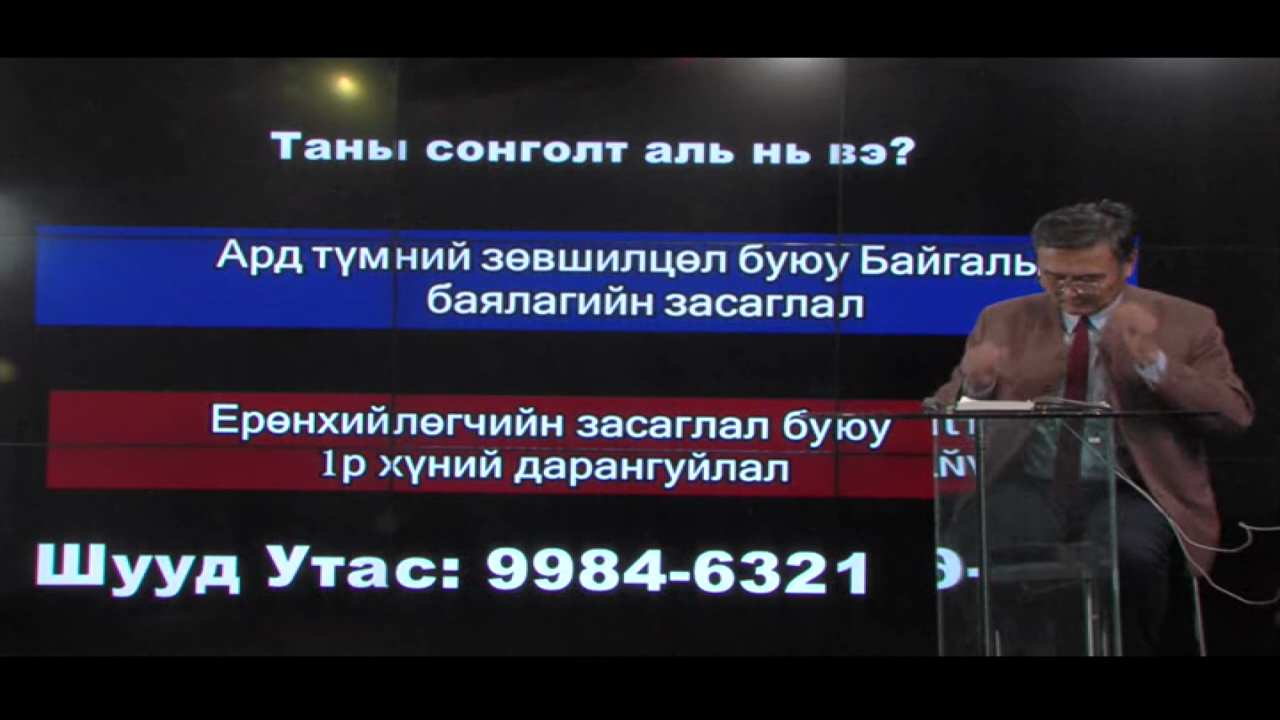 Таны сонголт аль нь вэ?
Ард түмний зөвшилцөл буюу Байгаль
баялагийн засаглал
Ерөнхийлөгчийн засаглал буюу
1р хүний дарангуйлал
Шууд Утас: 9984-6321